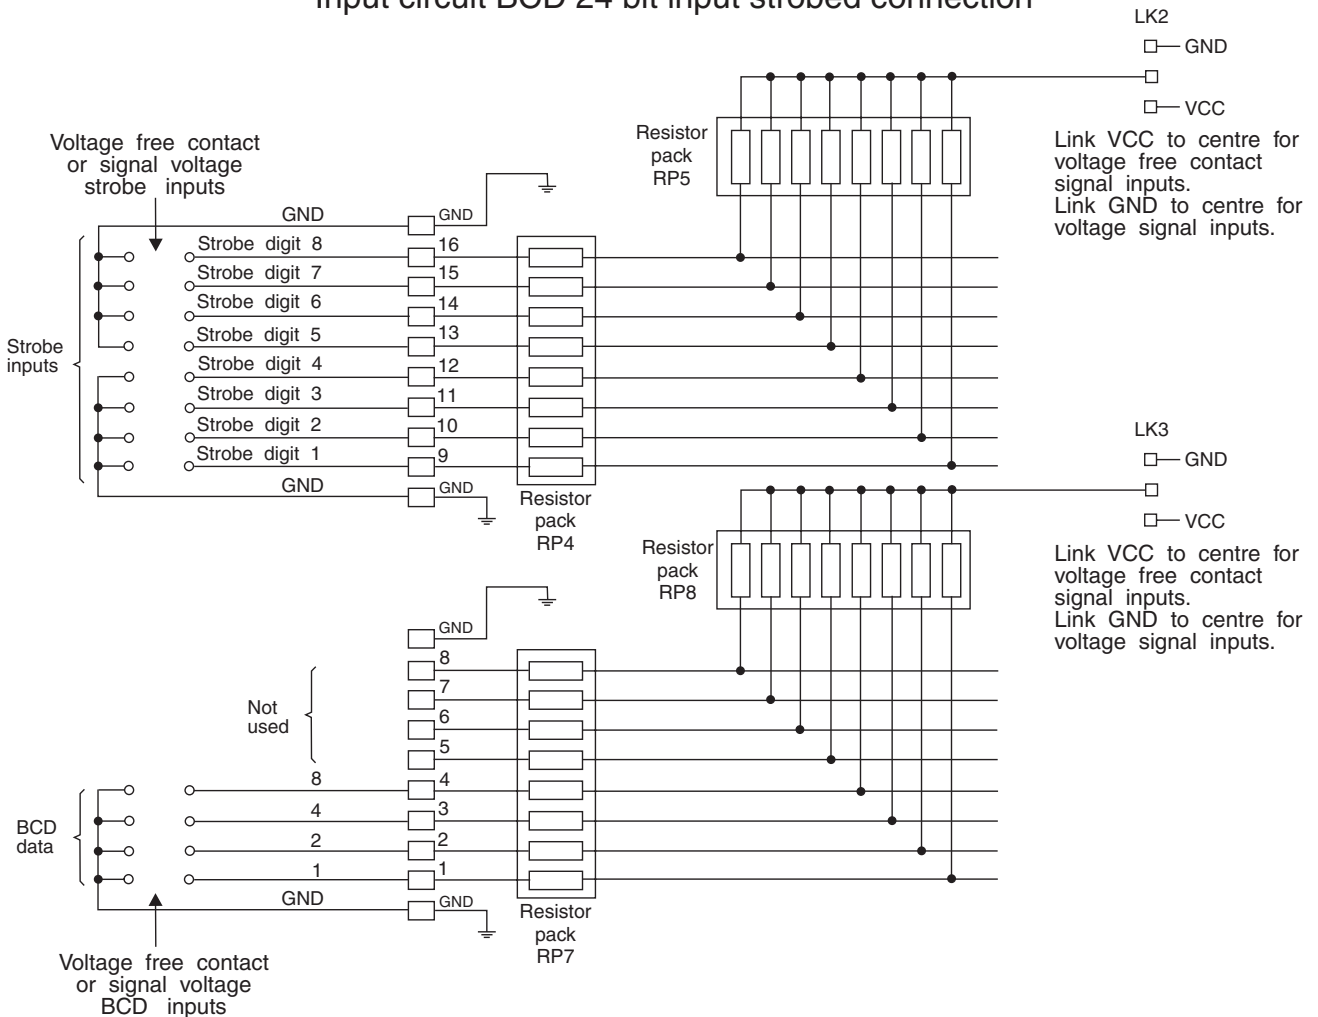 Input circuit BCD 24 bit input strobed connection
LK2
GND
VCC
Link VCC to centre for
voltage free contact
signal inputs.
Link GND to centre for
voltage signal inputs.
Resistor
pack
RP5
Voltage free contact
or signal voltage
strobe inputs
GND
GND
Strobe digit 8
16
Strobe digit 7
15
Strobe digit 6
14
Strobe digit 5
13
Strobe digit 4
12
Strobe digit 3
11
Strobe digit 2
10
Strobe digit 1
9
GND
GND
Strobe
inputs
Resistor
pack
RP4
LK3
GND
VCC
Link VCC to centre for
voltage free contact
signal inputs.
Link GND to centre for
voltage signal inputs.
Resistor
pack
RP8
GND
8
7
6
5
Not
used
8
4
4
3
2
2
1
1
GND
GND
BCD
data
Resistor
pack
RP7
Voltage free contact
or signal voltage
BCD inputs